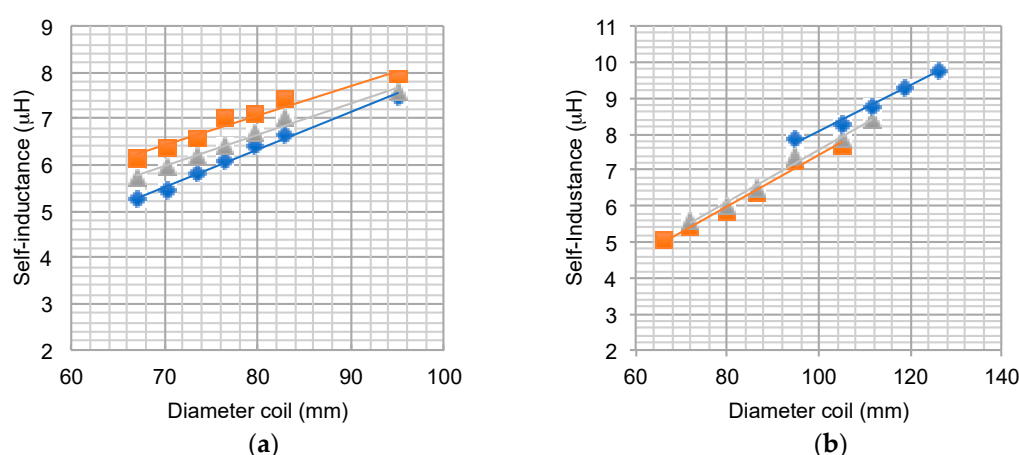 9
8
7
6
5
4
3
2
60 70 80 90 100
Self-inductance (μH)
Diameter coil (mm)
(a)
11
10
9
8
7
6
5
4
3
2
60 80 100 120 140
Self-Industance (μH)
Diameter coil (mm)
(b)